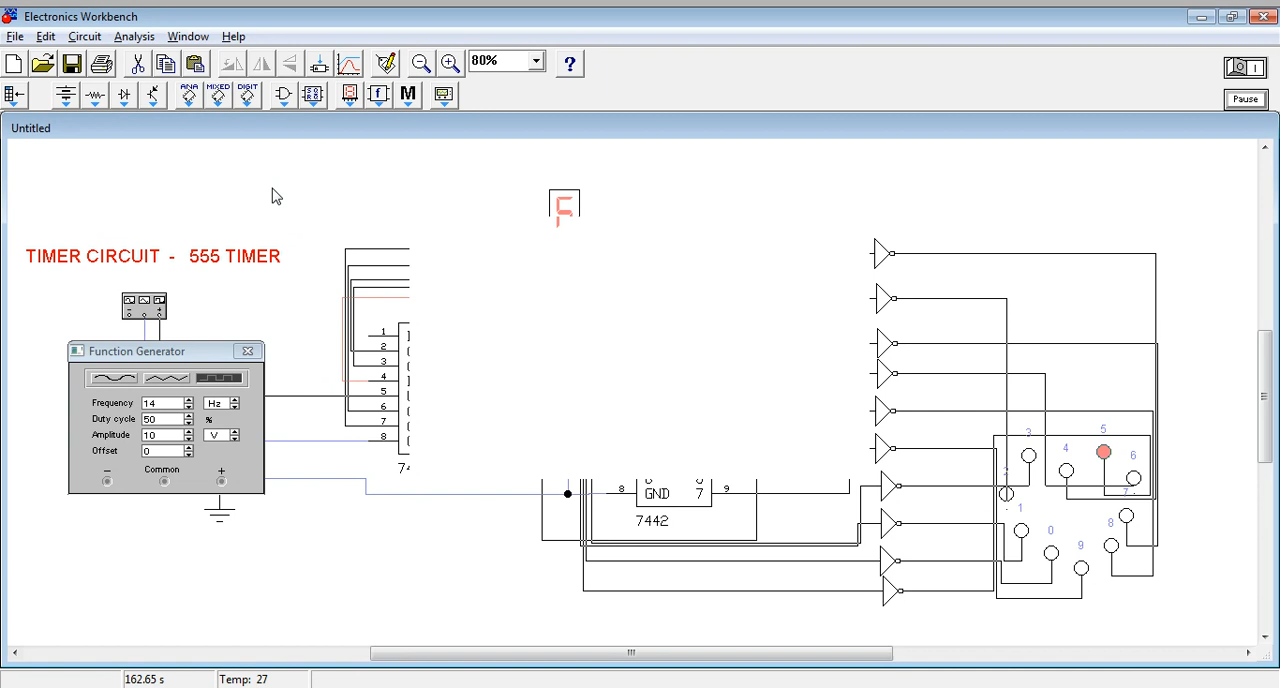 Electronics Workbench
File Edit Circuit Analysis Window Help
80%
?
ANA MIXED DIGIT
M
Pause
Untitled
TIMER CIRCUIT - 555 TIMER
Function Generator
Frequency 14 Hz
Duty cycle 50 %
Amplitude 10 V
Offset 0
- Common +
1
2
3
4
5
6
7
8
8 GND 7 9
7442
5
3
4
6
7
1
8
0
9
162.65 s Temp: 27